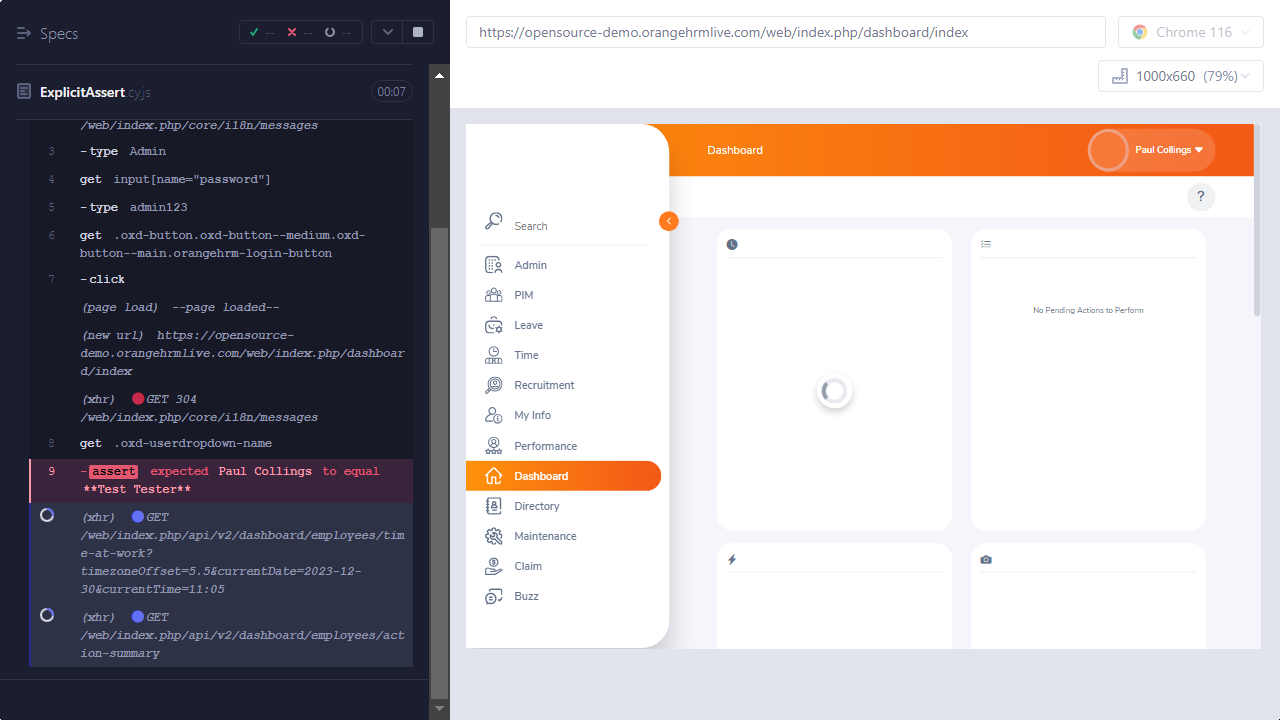 Specs
--
--
--
ExplicitAssert.cy.js
00:07
/web/index.php/core/i18n/messages
3 -type Admin
4 get input[name="password"]
5 -type admin123
6 get .oxd-button.oxd-button--medium.oxd-
button--main.orangehrm-login-button
7 -click
(page load) --page loaded--
(new url) https://opensource-
demo.orangehrmlive.com/web/index.php/dashboar
d/index
(xhr) GET 304
/web/index.php/core/i18n/messages
8 get .oxd-userdropdown-name
9 -assert expected Paul Collings to equal
**Test Tester**
(xhr) GET
/web/index.php/api/v2/dashboard/employees/tim
e-at-work?
timezoneOffset=5.5&currentDate=2023-12-
30&currentTime=11:05
(xhr) GET
/web/index.php/api/v2/dashboard/employees/act
ion-summary
https://opensource-demo.orangehrmlive.com/web/index.php/dashboard/index
Chrome 116
1000x660 (79%)
Dashboard
Paul Collings
?
Search
Admin
PIM
Leave
Time
Recruitment
My Info
Performance
Dashboard
Directory
Maintenance
Claim
Buzz
No Pending Actions to Perform